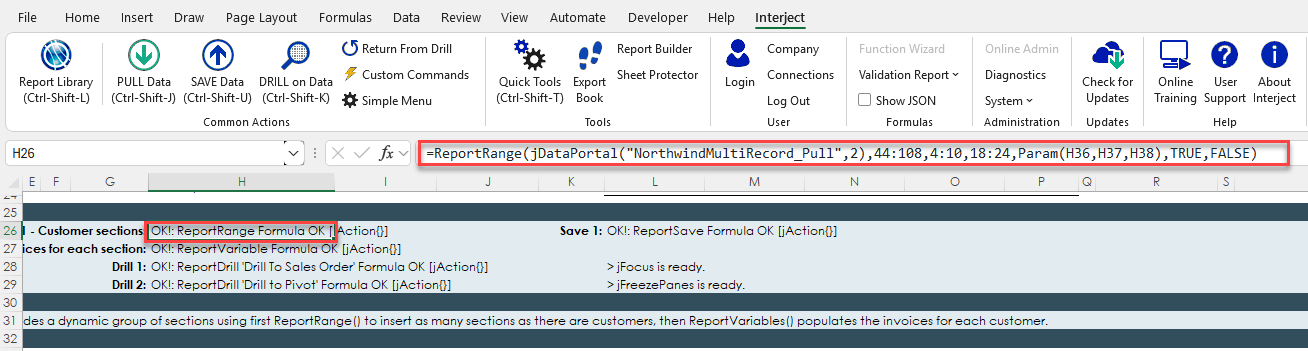 File Home Insert Draw Page Layout Formulas Data Review View Automate Developer Help Interject
Report Library
(Ctrl-Shift-L)
PULL Data
(Ctrl-Shift-J)
SAVE Data
(Ctrl-Shift-U)
DRILL on Data
(Ctrl-Shift-K)
Return From Drill
Custom Commands
Simple Menu
Common Actions
Quick Tools
(Ctrl-Shift-T)
Export
Book
Report Builder
Sheet Protector
Tools
Login
Company
Connections
Log Out
User
Function Wizard
Validation Report
Show JSON
Formulas
Online Admin
Diagnostics
System
Administration
Check for
Updates
Updates
Online
Training
User
Support
About
Interject
Help
H26 fx =ReportRange(jDataPortal("NorthwindMultiRecord_Pull",2),44:108,4:10,18:24,Param(H36,H37,H38),TRUE,FALSE)
E F G H I J K L M N O P Q R S
24
25
26 1 - Customer sections OK!: ReportRange Formula OK [jAction{}] Save 1: OK!: ReportSave Formula OK [jAction{}]
27 ices for each section: OK!: ReportVariable Formula OK [jAction{}]
28 Drill 1: OK!: ReportDrill 'Drill To Sales Order' Formula OK [jAction{}] > jFocus is ready.
29 Drill 2: OK!: ReportDrill 'Drill to Pivot' Formula OK [jAction{}] > jFreezePanes is ready.
30
31 des a dynamic group of sections using first ReportRange() to insert as many sections as there are customers, then ReportVariables() populates the invoices for each customer.
32